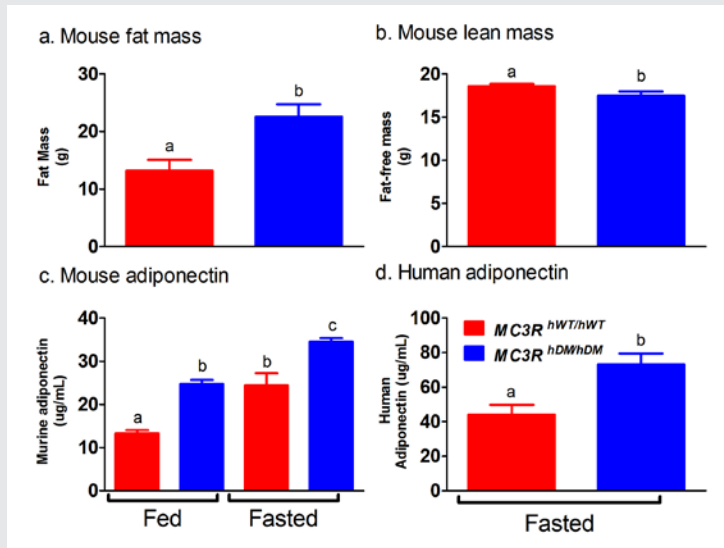 a. Mouse fat mass
30
20
10
0
Fat Mass
(g)
a
b
b. Mouse lean mass
20
15
10
5
0
Fat-free mass
(g)
a
b
c. Mouse adiponectin
40
30
20
10
0
Murine adiponectin
(ug/mL)
a
b
b
c
Fed
Fasted
d. Human adiponectin
100
80
60
40
20
0
Human
Adiponectin (ug/mL)
MC3R hWT/hWT
MC3R hDM/hDM
a
b
Fasted